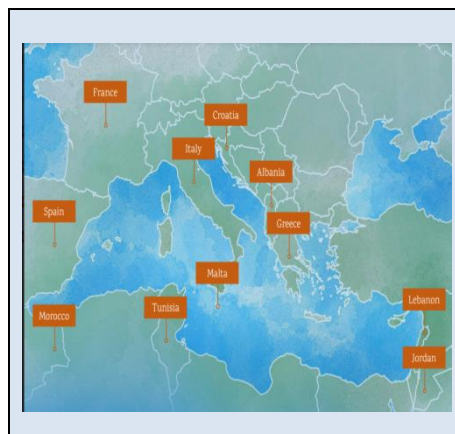 France
Croatia
Italy
Albania
Spain
Greece
Malta
Lebanon
Morocco
Tunisia
Jordan